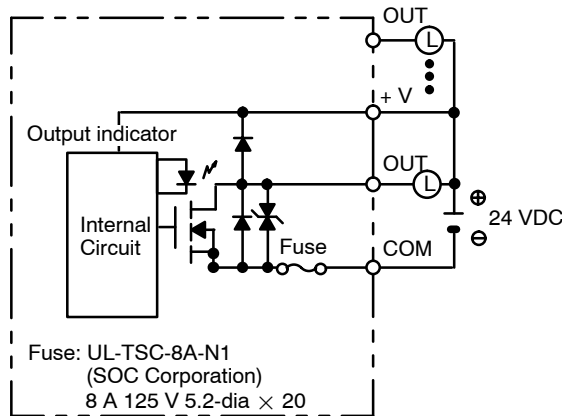 OUT
L
+ V
Output indicator
OUT
L
⊕
24 VDC
Internal
Circuit
Fuse
COM
⊖
Fuse: UL-TSC-8A-N1
(SOC Corporation)
8 A 125 V 5.2-dia × 20